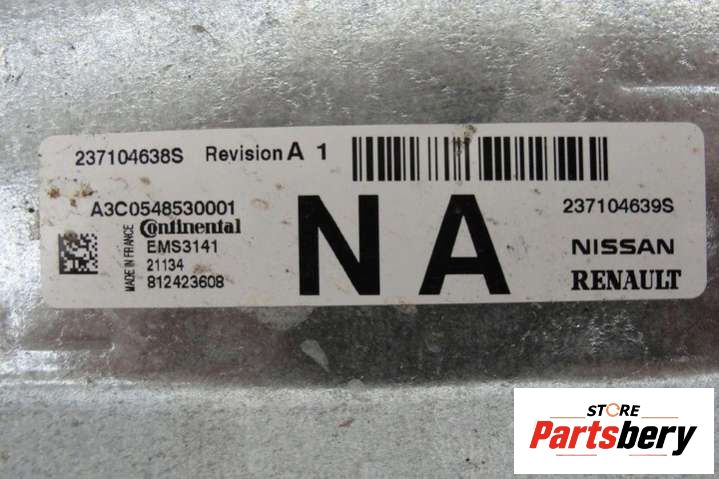 237104638S Revision A 1
A3C0548530001
Continental
MADE IN FRANCE
EMS3141
21134
812423608
NA
237104639S
NISSAN
RENAULT
STORE
Partsbery